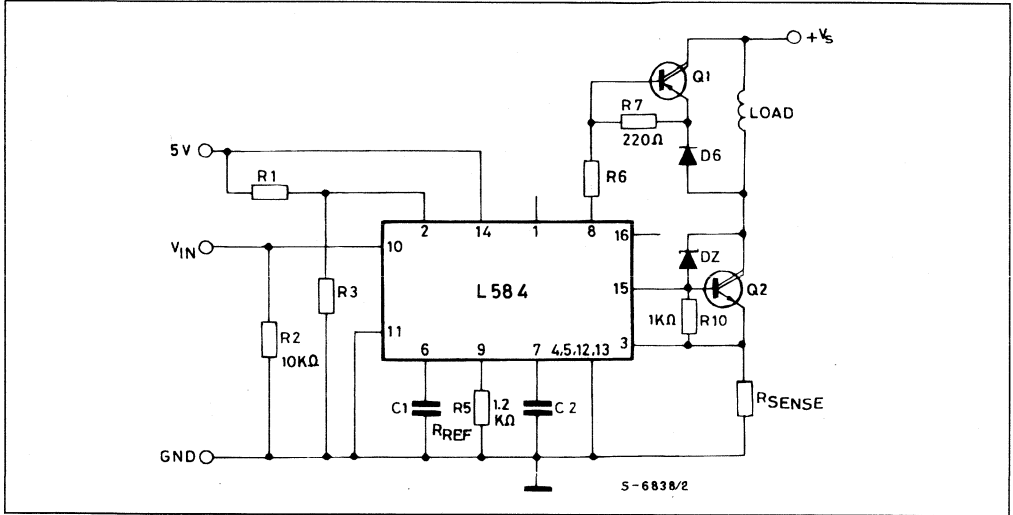 +Vs
Q1
R7
220Ω
LOAD
5V
D6
R1
R6
2
14
1
8
16
VIN
10
DZ
L584
15
Q2
R3
1KΩ
R10
R2
10KΩ
11
3
6
9
7
4,5,12,13
C1
R5
1.2
KΩ
C2
RREF
RSENSE
GND
S-6838/2